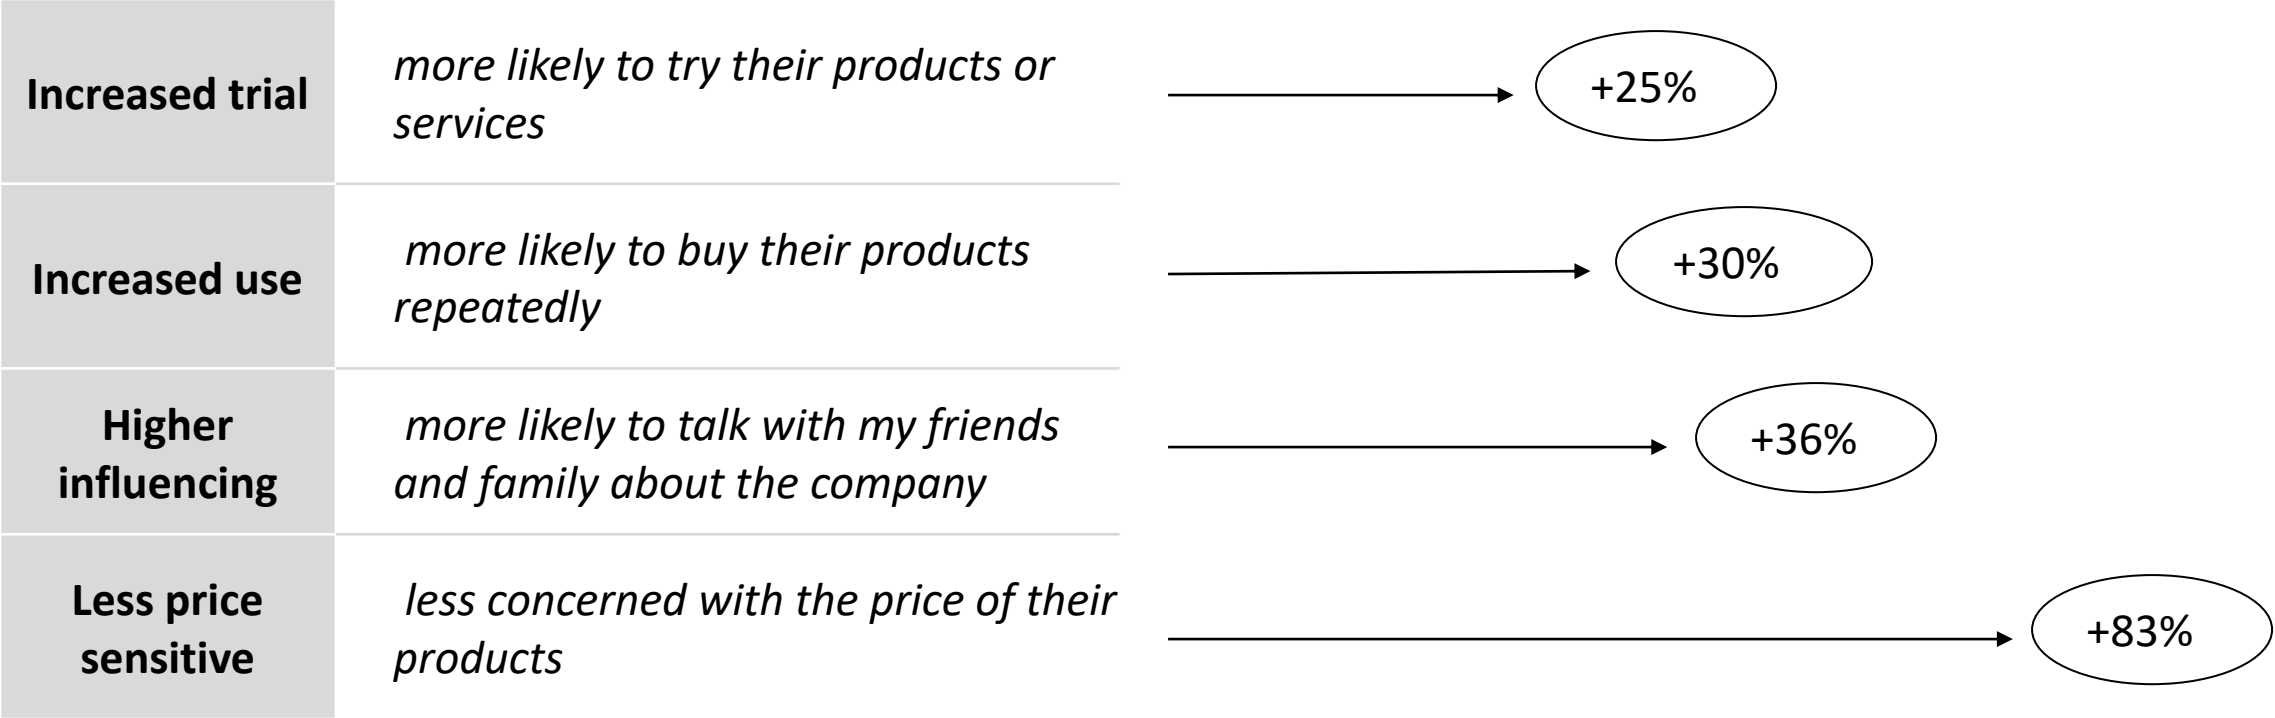 Increased trial
more likely to try their products or
services
+25%
Increased use
more likely to buy their products
repeatedly
+30%
Higher
influencing
more likely to talk with my friends
and family about the company
+36%
Less price
sensitive
less concerned with the price of their
products
+83%